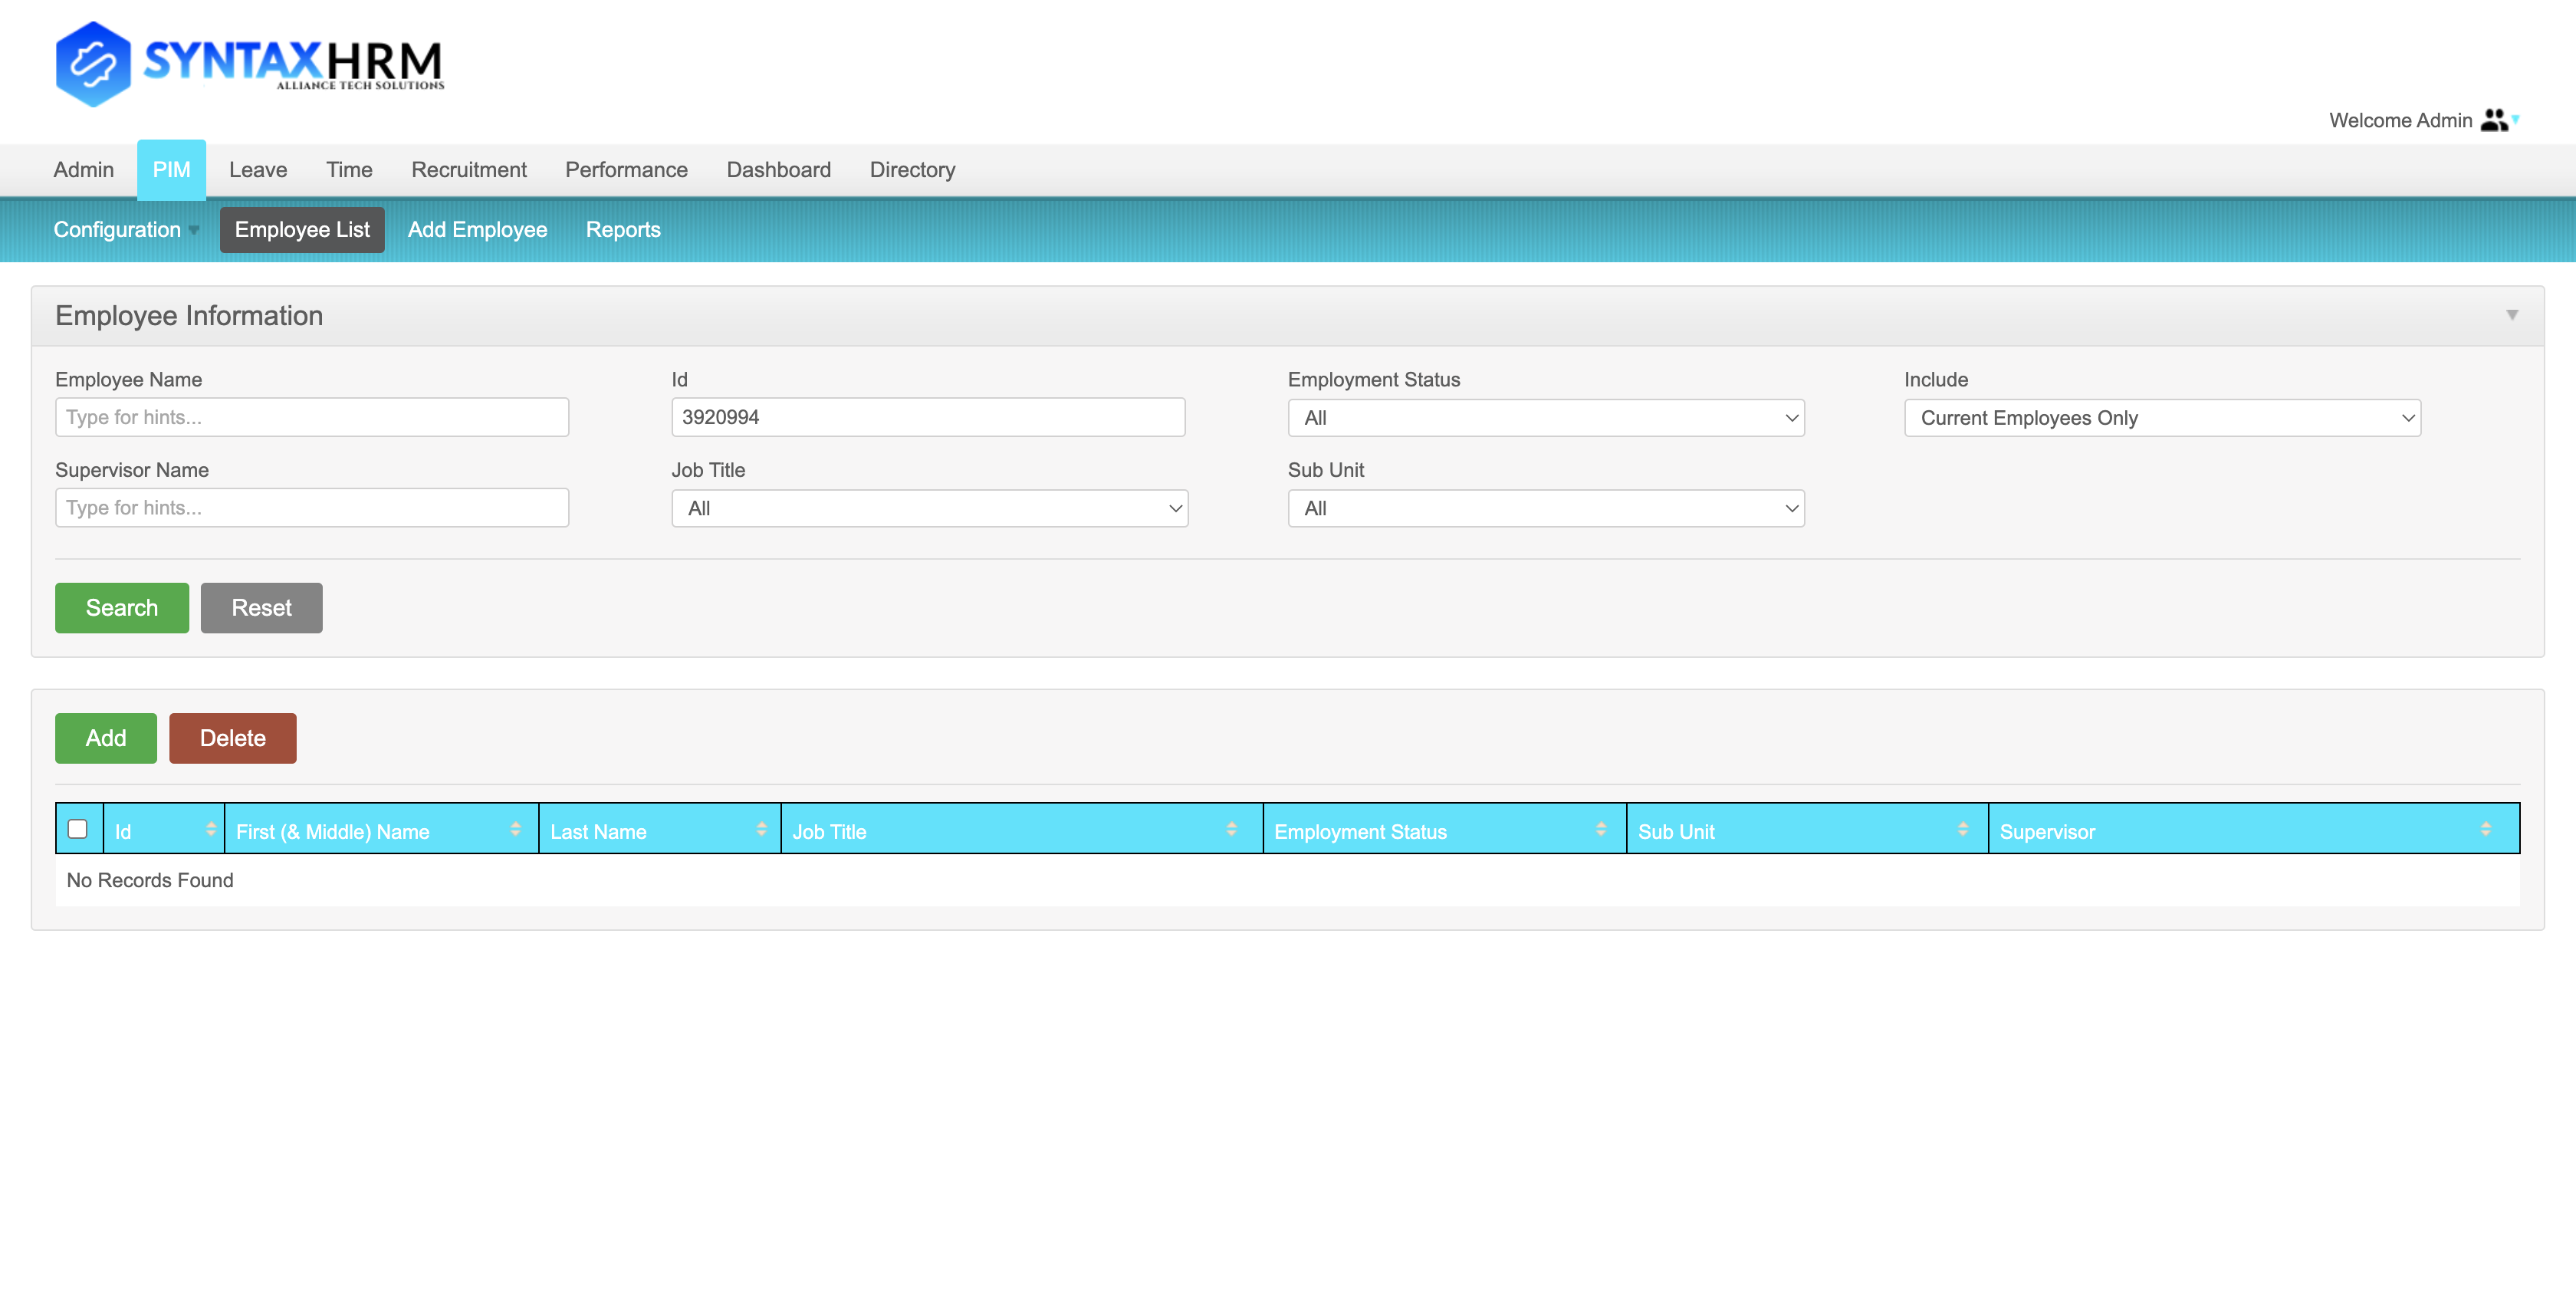 SYNTAXHRM
ALLIANCE TECH SOLUTIONS
Welcome Admin
Admin PIM Leave Time Recruitment Performance Dashboard Directory
Configuration Employee List Add Employee Reports
Employee Information
Employee Name Id Employment Status Include
Type for hints... 3920994 All Current Employees Only
Supervisor Name Job Title Sub Unit
Type for hints... All All
Search Reset
Add Delete
Id First (& Middle) Name Last Name Job Title Employment Status Sub Unit Supervisor
No Records Found